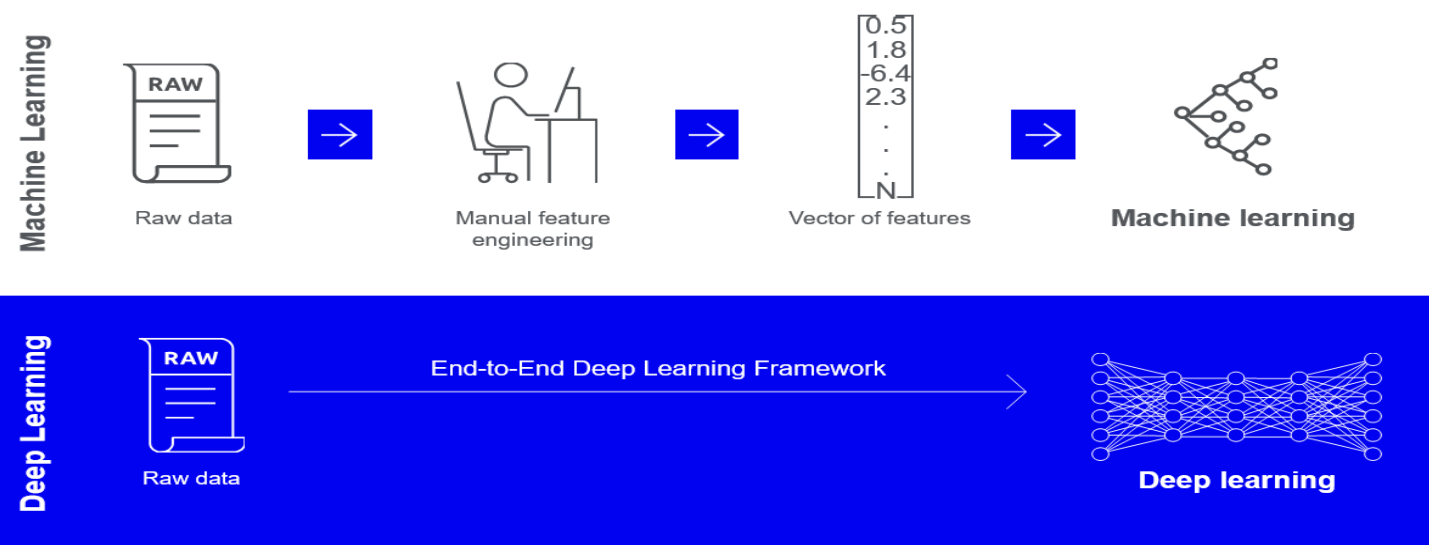 Machine Learning
RAW
Raw data
Manual feature
engineering
0.5
1.8
-6.4
2.3
.
.
.
N
Vector of features
Machine learning
Deep Learning
RAW
Raw data
End-to-End Deep Learning Framework
Deep learning